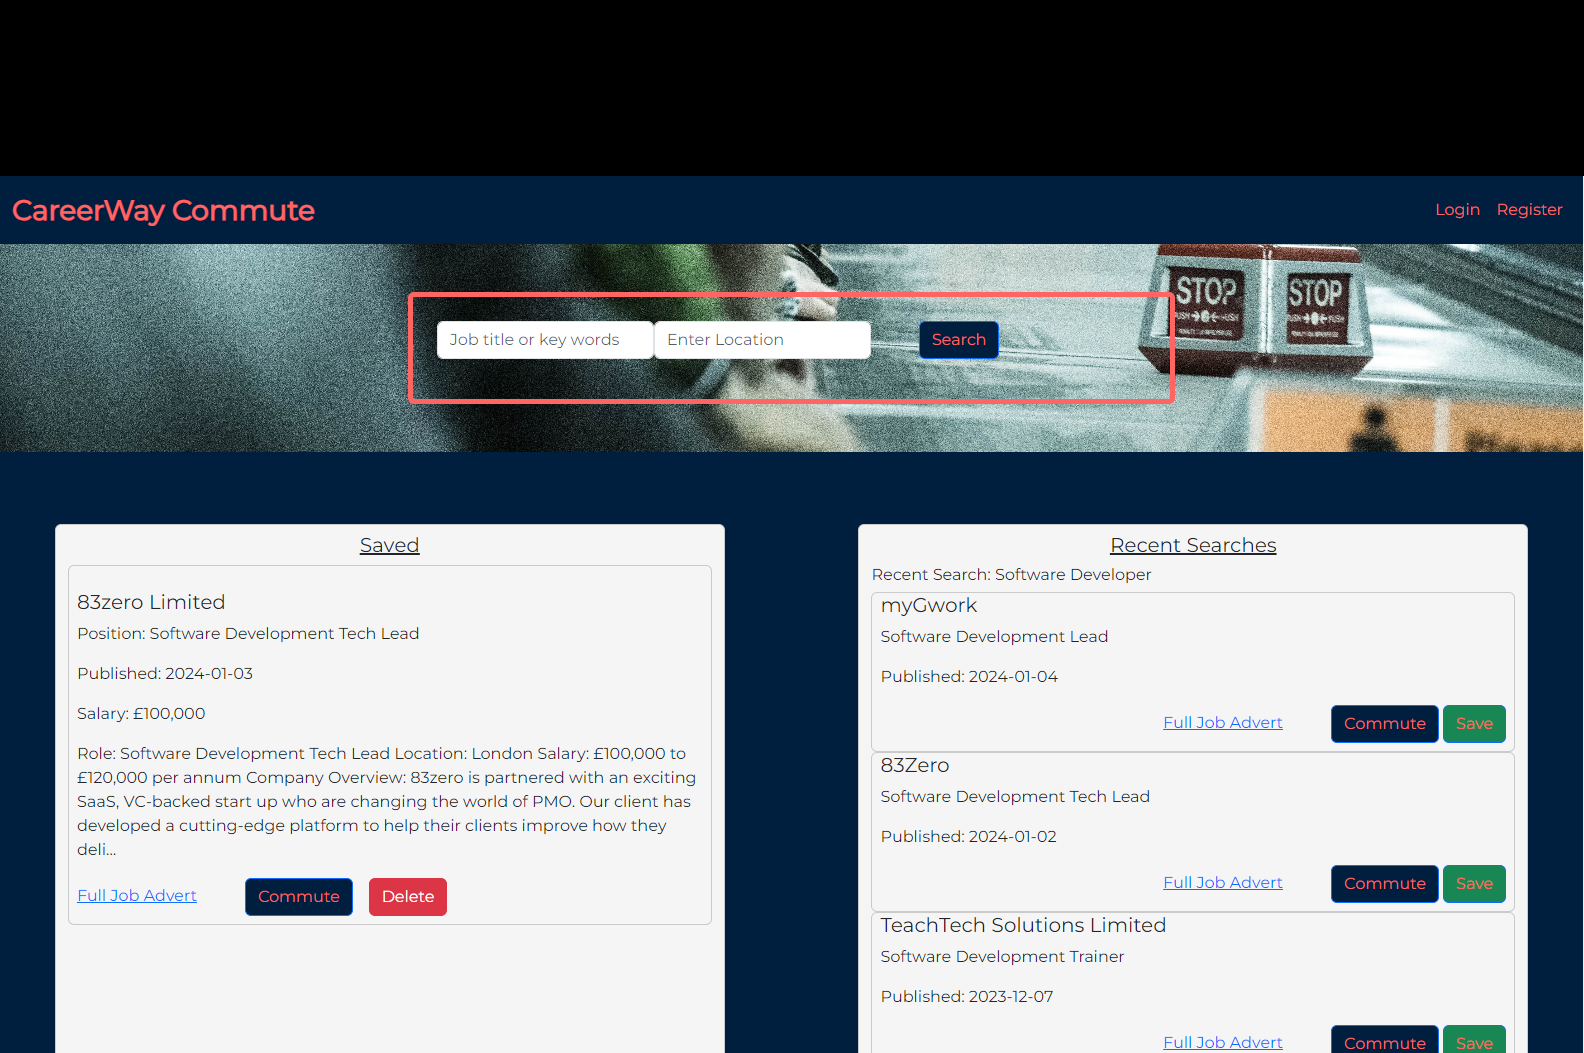 CareerWay Commute
Login Register
STOP STOP
Job title or key words Enter Location Search
Saved
83zero Limited
Position: Software Development Tech Lead
Published: 2024-01-03
Salary: £100,000
Role: Software Development Tech Lead Location: London Salary: £100,000 to
£120,000 per annum Company Overview: 83zero is partnered with an exciting
SaaS, VC-backed start up who are changing the world of PMO. Our client has
developed a cutting-edge platform to help their clients improve how they
deli...
Full Job Advert Commute Delete
Recent Searches
Recent Search: Software Developer
myGwork
Software Development Lead
Published: 2024-01-04
Full Job Advert Commute Save
83Zero
Software Development Tech Lead
Published: 2024-01-02
Full Job Advert Commute Save
TeachTech Solutions Limited
Software Development Trainer
Published: 2023-12-07
Full Job Advert Commute Save